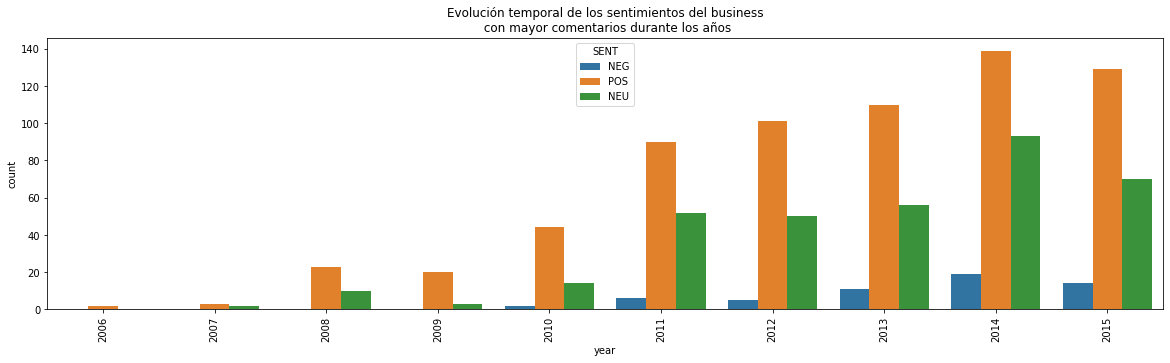 Evolución temporal de los sentimientos del business
con mayor comentarios durante los años
SENT
NEG
POS
NEU
count
140
120
100
80
60
40
20
0
2006
2007
2008
2009
2010
2011
2012
2013
2014
2015
year